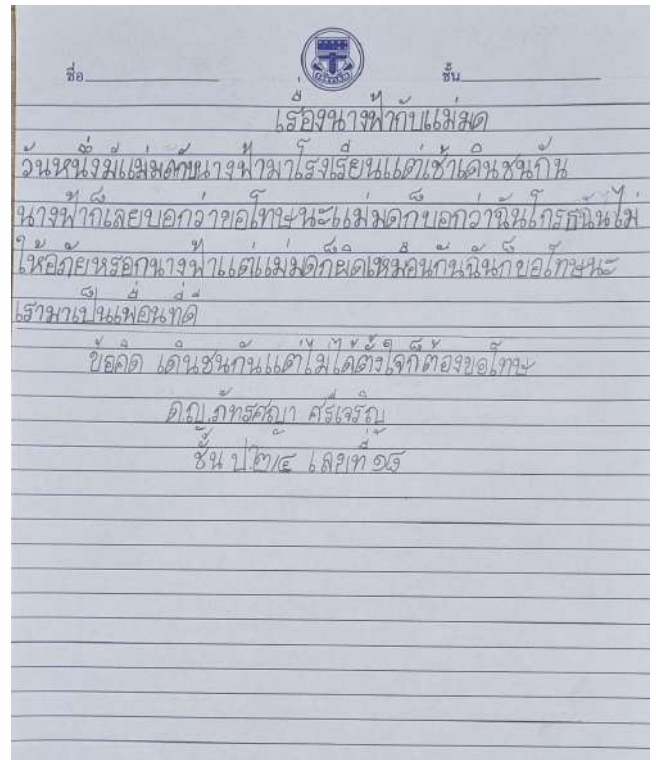 ชื่อ ชั้น
เรื่องนางฟ้ากับแม่มด
วันหนึ่งมีแม่มดกับนางฟ้ามาโรงเรียนแต่เช้าเดินชนกัน
นางฟ้าก็เลยบอกว่าขอโทษนะแม่มดก็บอกว่าฉันโกรธฉันไม่
ให้อภัยหรอกนางฟ้าแต่แม่มดก็ผิดเหมือนกันฉันก็ขอโทษนะ
เรามาเป็นเพื่อนที่ดี
ข้อคิด เดินชนกันแต่ไม่ได้ตั้งใจก็ต้องขอโทษ
ด.ญ.ภัทรศญา ศรีเจริญ
ชั้น ป๒/๔ เลขที่ ๑๘